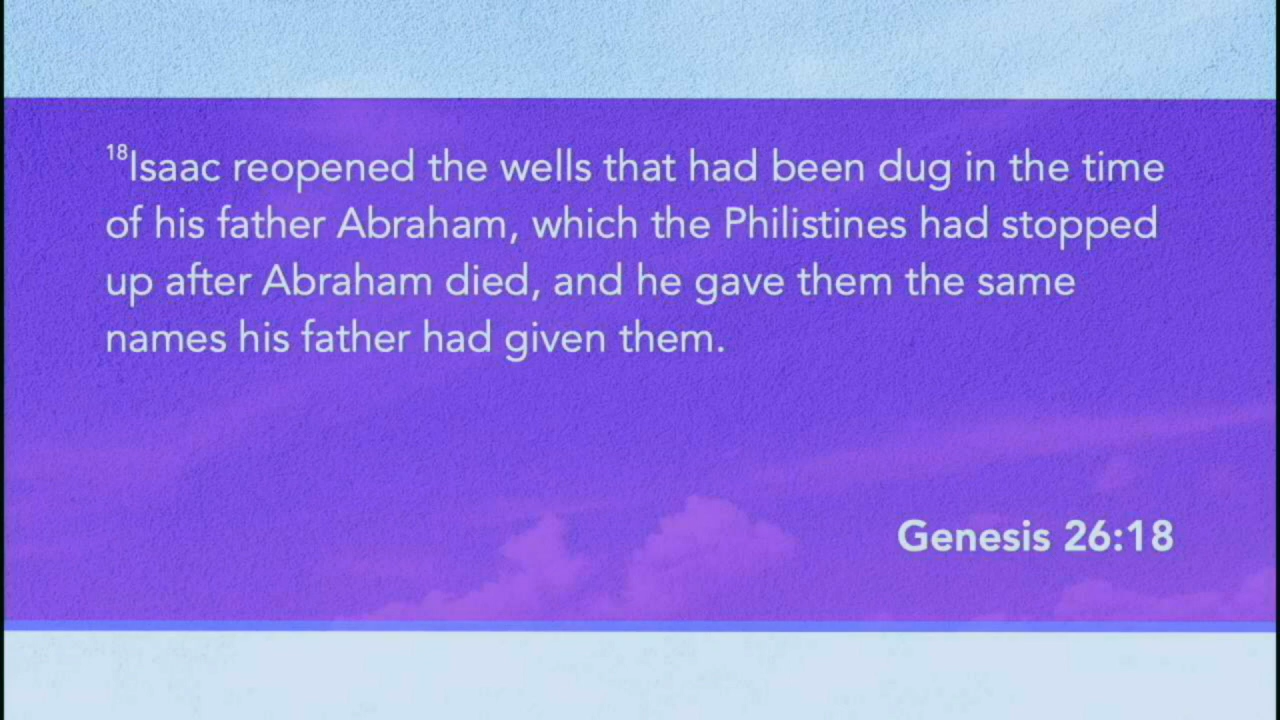 18Isaac reopened the wells that had been dug in the time
of his father Abraham, which the Philistines had stopped
up after Abraham died, and he gave them the same
names his father had given them.
Genesis 26:18